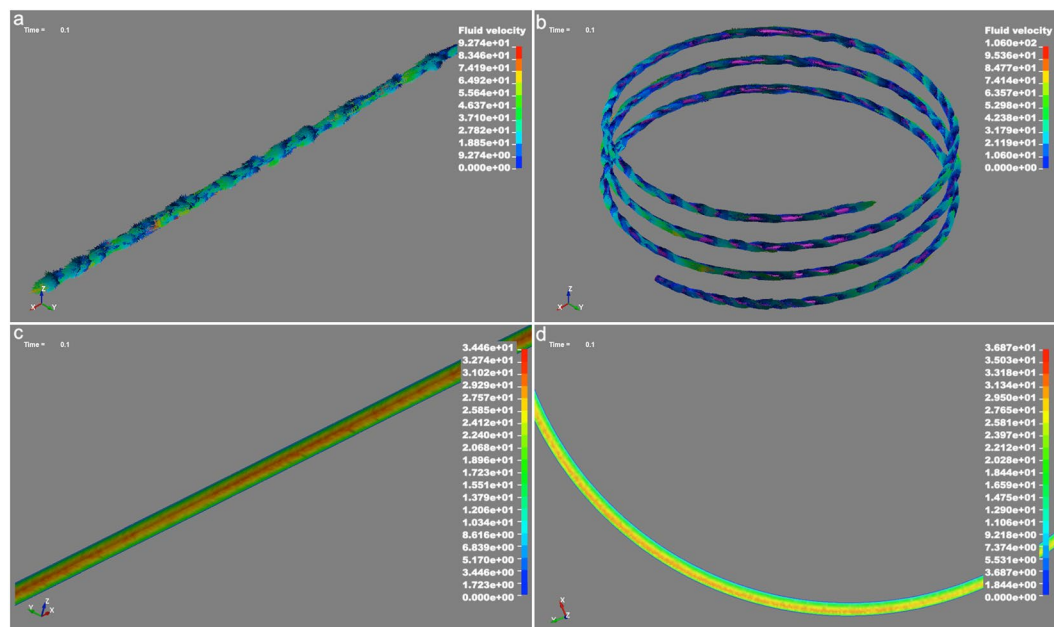 a
Time = 0.1
Fluid velocity
9.274e+01
8.346e+01
7.419e+01
6.492e+01
5.564e+01
4.637e+01
3.710e+01
2.782e+01
1.885e+01
9.274e+00
0.000e+00
Z
X Y
b
Time = 0.1
Fluid velocity
1.060e+02
9.536e+01
8.477e+01
7.414e+01
6.357e+01
5.298e+01
4.238e+01
3.179e+01
2.119e+01
1.060e+01
0.000e+00
Z
X Y
c
Time = 0.1
3.446e+01
3.274e+01
3.102e+01
2.929e+01
2.757e+01
2.585e+01
2.412e+01
2.240e+01
2.068e+01
1.896e+01
1.723e+01
1.551e+01
1.379e+01
1.206e+01
1.034e+01
8.616e+00
6.839e+00
5.170e+00
3.446e+00
1.723e+00
0.000e+00
Y Z X
d
Time = 0.1
3.687e+01
3.503e+01
3.318e+01
3.134e+01
2.950e+01
2.765e+01
2.581e+01
2.397e+01
2.212e+01
2.028e+01
1.844e+01
1.659e+01
1.475e+01
1.290e+01
1.106e+01
9.218e+00
7.374e+00
5.531e+00
3.687e+00
1.844e+00
0.000e+00
X
Y Z